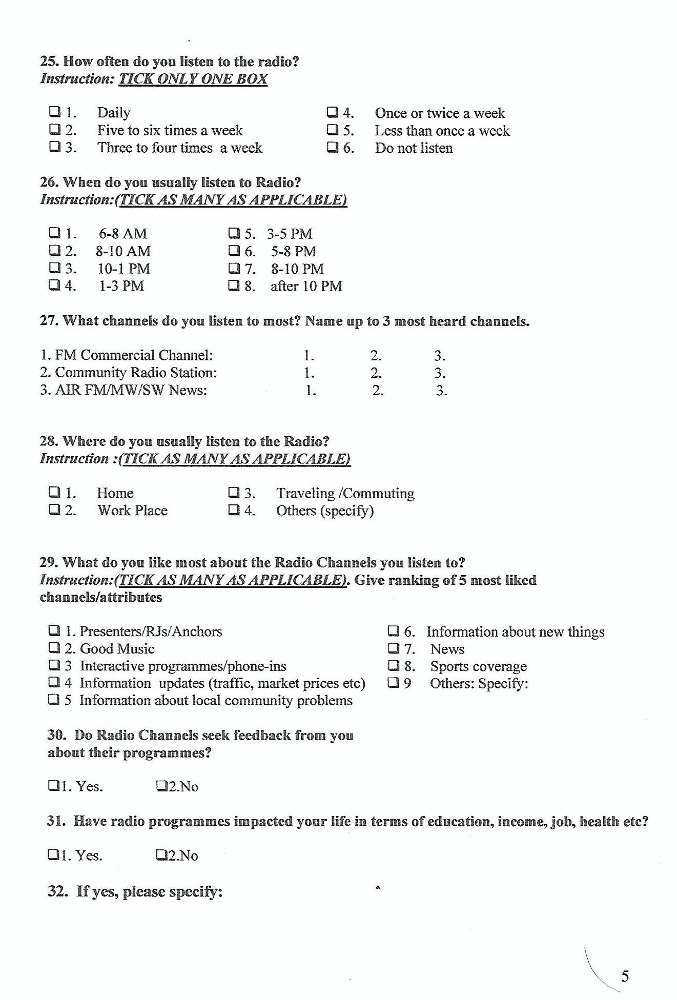 25. How often do you listen to the radio?
Instruction: TICK ONLY ONE BOX
❑ 1. Daily ❑ 4. Once or twice a week
❑ 2. Five to six times a week ❑ 5. Less than once a week
❑ 3. Three to four times a week ❑ 6. Do not listen
26. When do you usually listen to Radio?
Instruction:(TICK AS MANY AS APPLICABLE)
❑ 1. 6-8 AM ❑ 5. 3-5 PM
❑ 2. 8-10 AM ❑ 6. 5-8 PM
❑ 3. 10-1 PM ❑ 7. 8-10 PM
❑ 4. 1-3 PM ❑ 8. after 10 PM
27. What channels do you listen to most? Name up to 3 most heard channels.
1. FM Commercial Channel: 1. 2. 3.
2. Community Radio Station: 1. 2. 3.
3. AIR FM/MW/SW News: 1. 2. 3.
28. Where do you usually listen to the Radio?
Instruction :(TICK AS MANY AS APPLICABLE)
❑ 1. Home ❑ 3. Traveling /Commuting
❑ 2. Work Place ❑ 4. Others (specify)
29. What do you like most about the Radio Channels you listen to?
Instruction:(TICK AS MANY AS APPLICABLE). Give ranking of 5 most liked
channels/attributes
❑ 1. Presenters/RJs/Anchors ❑ 6. Information about new things
❑ 2. Good Music ❑ 7. News
❑ 3 Interactive programmes/phone-ins ❑ 8. Sports coverage
❑ 4 Information updates (traffic, market prices etc) ❑ 9 Others: Specify:
❑ 5 Information about local community problems
30. Do Radio Channels seek feedback from you
about their programmes?
❑1. Yes. ❑2.No
31. Have radio programmes impacted your life in terms of education, income, job, health etc?
❑1. Yes. ❑2.No
32. If yes, please specify:
5